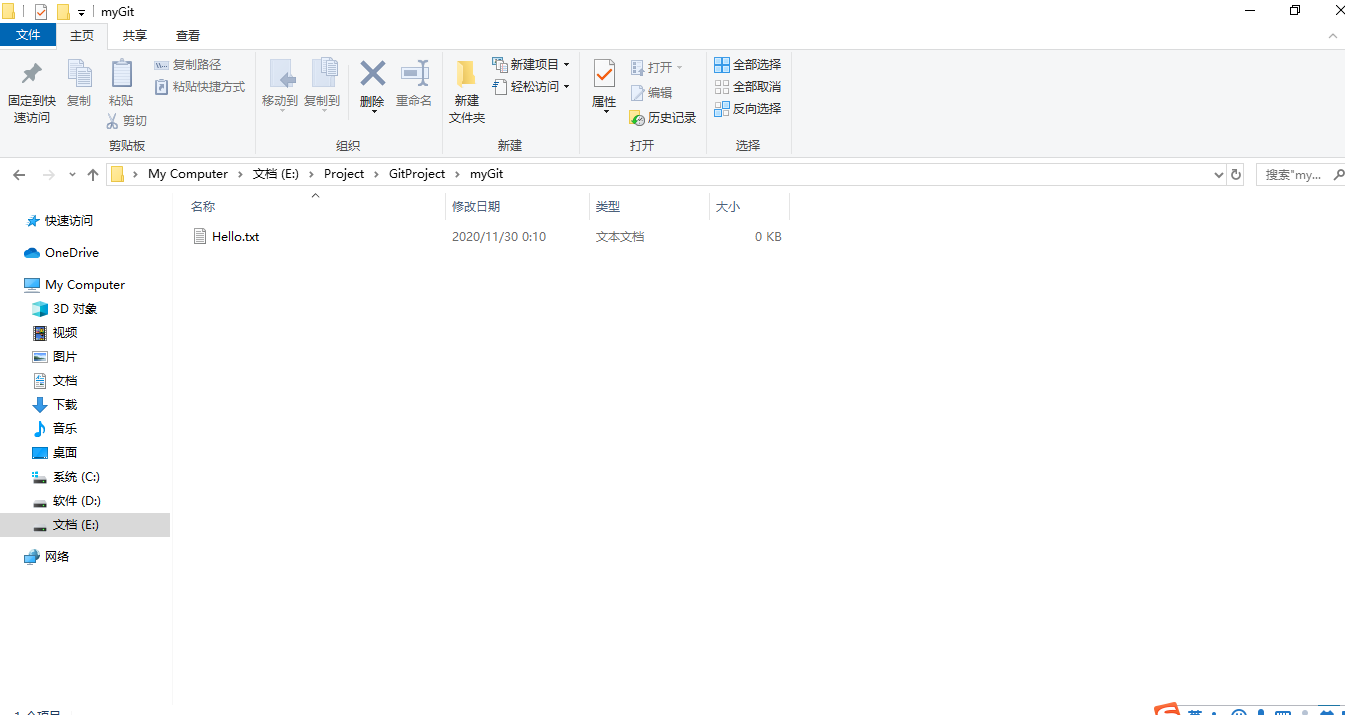 myGit
文件 主页 共享 查看
固定到快速访问 复制 粘贴 复制路径 粘贴快捷方式 剪切
移动到 复制到 删除 重命名
新建文件夹 新建项目 轻松访问
属性 打开 编辑 历史记录
全部选择 全部取消 反向选择
剪贴板 组织 新建 打开 选择
My Computer 文档 (E:) Project GitProject myGit 搜索"my...
名称 修改日期 类型 大小
Hello.txt 2020/11/30 0:10 文本文档 0 KB
快速访问
OneDrive
My Computer
3D 对象
视频
图片
文档
下载
音乐
桌面
系统 (C:)
软件 (D:)
文档 (E:)
网络
1 个项目
英